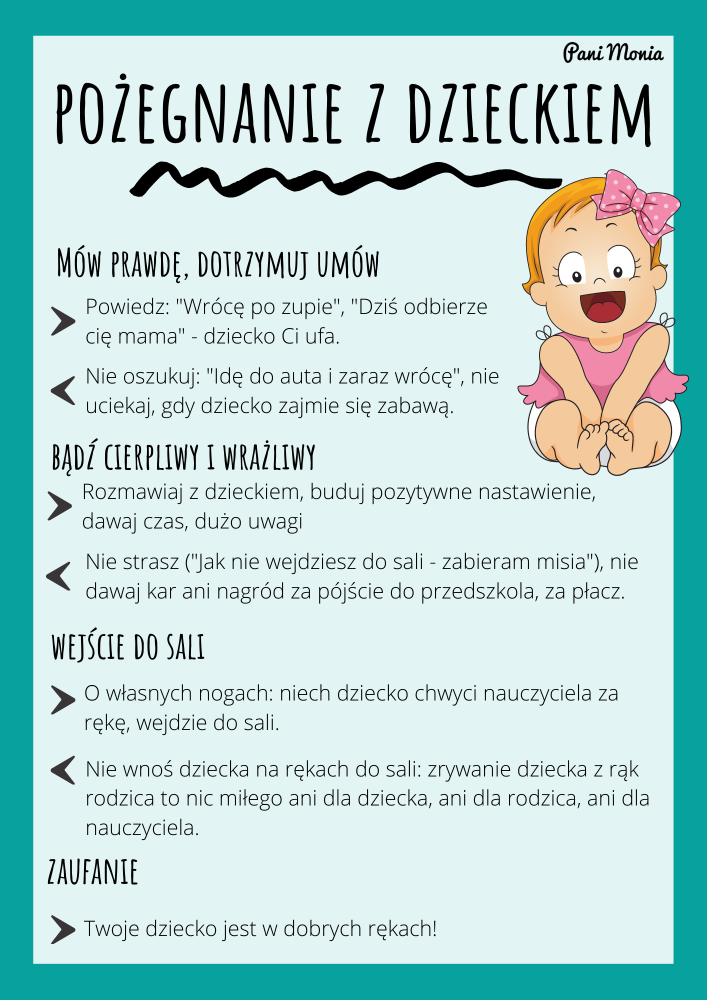 Pani Monia
POŻEGNANIE Z DZIECKIEM
MÓW PRAWDĘ, DOTRZYMUJ UMÓW
Powiedz: "Wrócę po zupie", "Dziś odbierze
cię mama" - dziecko Ci ufa.
Nie oszukuj: "Idę do auta i zaraz wrócę", nie
uciekaj, gdy dziecko zajmie się zabawą.
BĄDŹ CIERPLIWY I WRAŻLIWY
Rozmawiaj z dzieckiem, buduj pozytywne nastawienie,
dawaj czas, dużo uwagi
Nie strasz ("Jak nie wejdziesz do sali - zabieram misia"), nie
dawaj kar ani nagród za pójście do przedszkola, za płacz.
WEJŚCIE DO SALI
O własnych nogach: niech dziecko chwyci nauczyciela za
rękę, wejdzie do sali.
Nie wnoś dziecka na rękach do sali: zrywanie dziecka z rąk
rodzica to nic miłego ani dla dziecka, ani dla rodzica, ani dla
nauczyciela.
ZAUFANIE
Twoje dziecko jest w dobrych rękach!